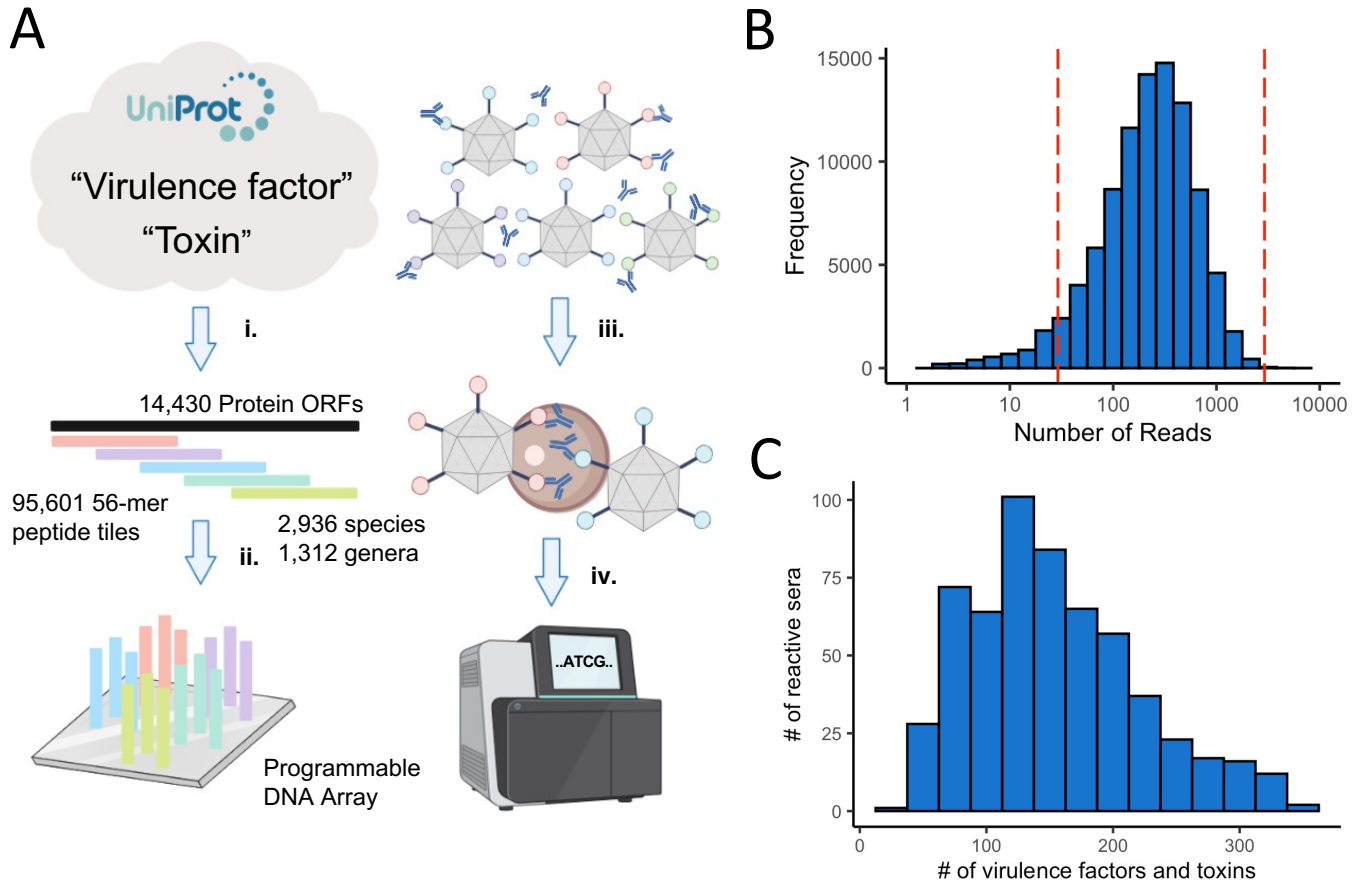 A
UniProt
“Virulence factor”
“Toxin”
i.
14,430 Protein ORFs
95,601 56-mer
peptide tiles
2,936 species
1,312 genera
ii.
Programmable
DNA Array
iii.
iv.
..ATCG..
B
Frequency
15000
10000
5000
0
1
10
100
1000
10000
Number of Reads
C
# of reactive sera
100
75
50
25
0
0
100
200
300
# of virulence factors and toxins